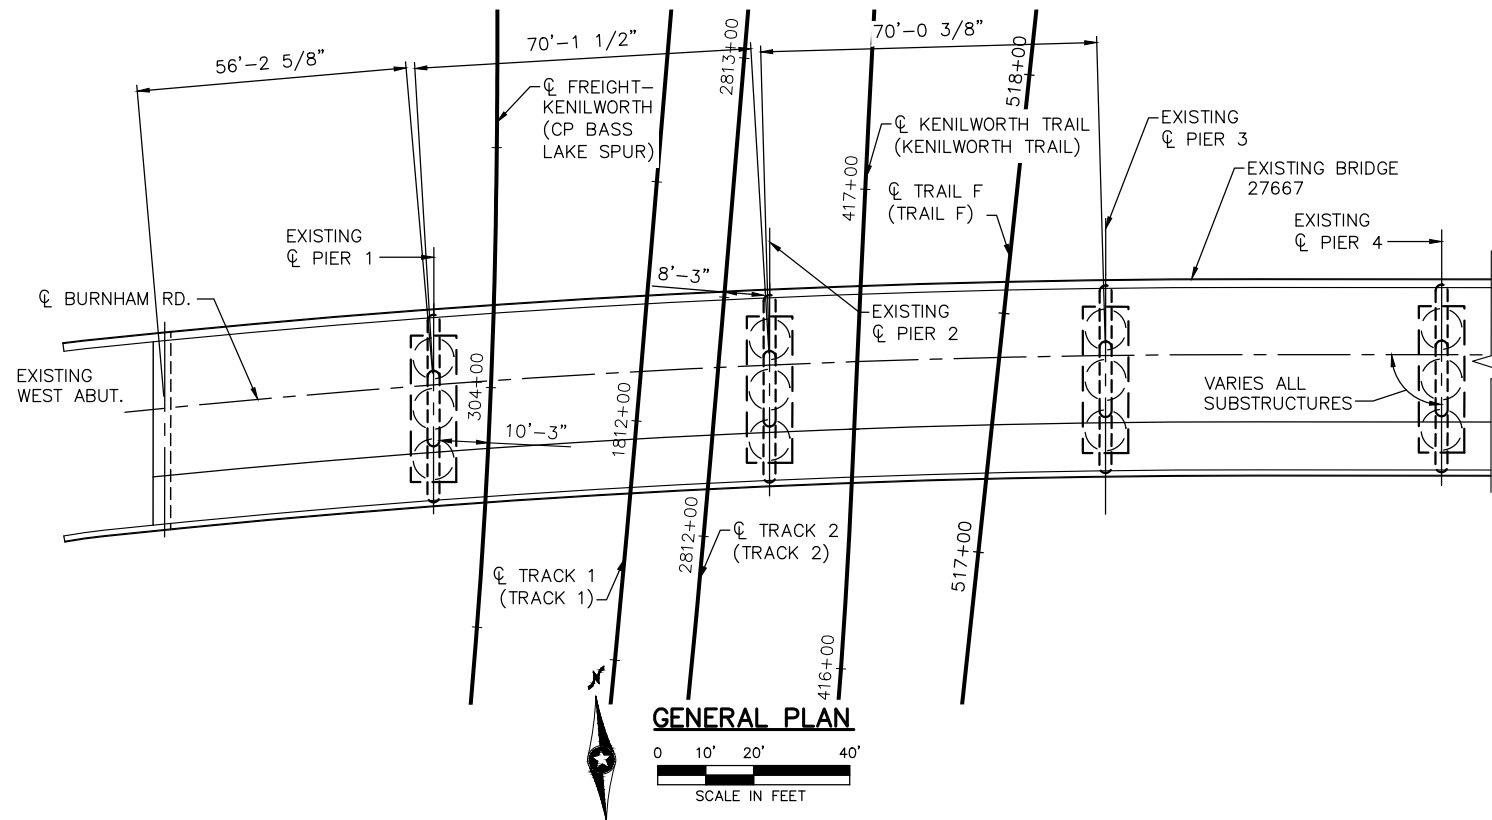 56'-2 5/8"
70'-1 1/2"
2813+00
70'-0 3/8"
518+00
℄ FREIGHT-
KENILWORTH
(CP BASS
LAKE SPUR)
℄ KENILWORTH TRAIL
(KENILWORTH TRAIL)
EXISTING
℄ PIER 3
417+00
℄ TRAIL F
(TRAIL F)
EXISTING BRIDGE
27667
EXISTING
℄ PIER 1
EXISTING
℄ PIER 4
8'-3"
℄ BURNHAM RD.
EXISTING
℄ PIER 2
EXISTING
WEST ABUT.
304+00
1812+00
VARIES ALL
SUBSTRUCTURES
10'-3"
2812+00
℄ TRACK 2
(TRACK 2)
517+00
℄ TRACK 1
(TRACK 1)
416+00
N
GENERAL PLAN
0 10' 20' 40'
SCALE IN FEET